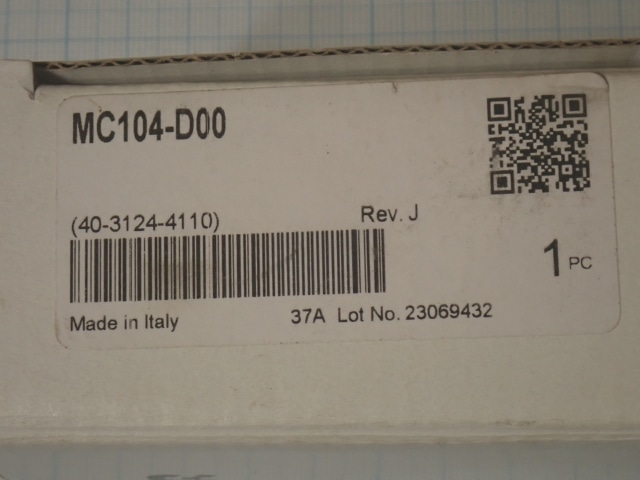 MC104-D00
(40-3124-4110) Rev. J
1 PC
Made in Italy 37A Lot No. 23069432